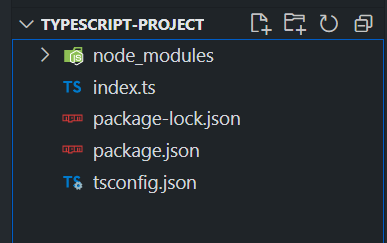 TYPESCRIPT-PROJECT
node_modules
TS index.ts
package-lock.json
package.json
TS tsconfig.json